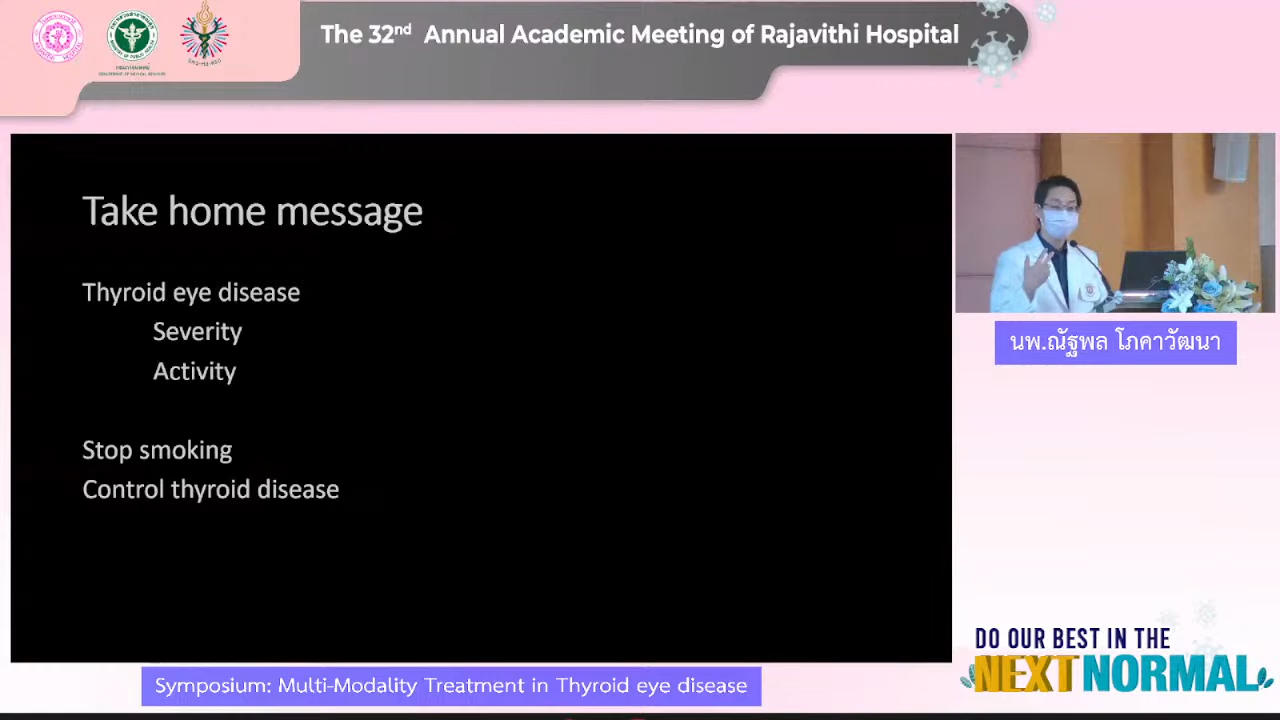 The 32nd Annual Academic Meeting of Rajavithi Hospital
Take home message
Thyroid eye disease
Severity
Activity
Stop smoking
Control thyroid disease
นพ.ณัฐพล โภคาวัฒนา
DO OUR BEST IN THE
NEXT NORMAL
Symposium: Multi-Modality Treatment in Thyroid eye disease